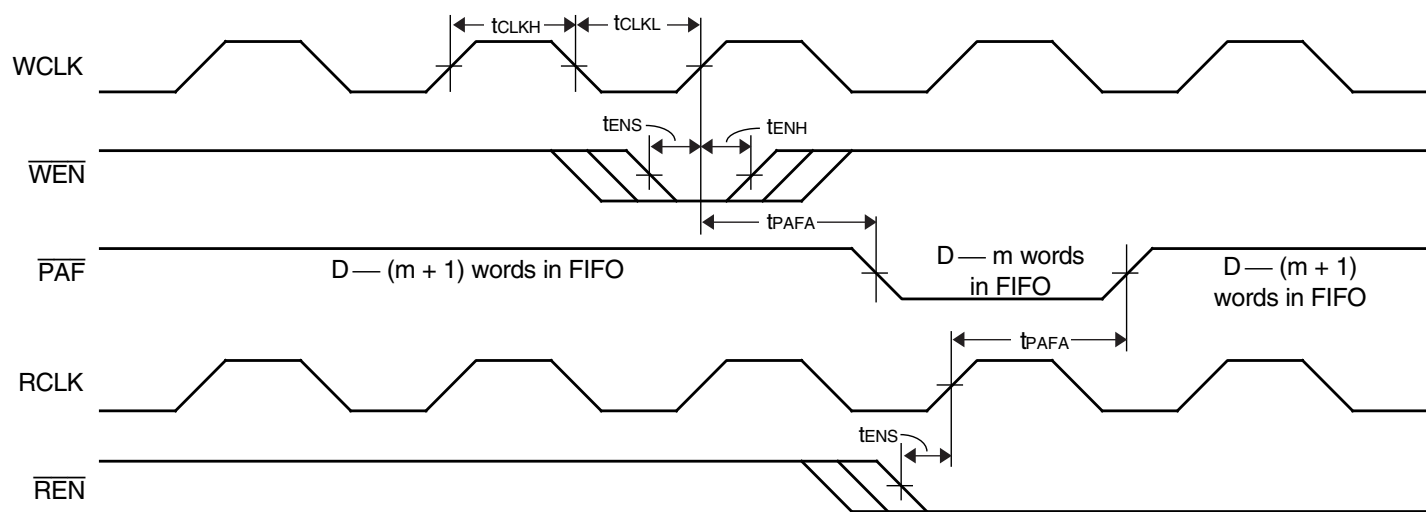 tCLKH
tCLKL
WCLK
tENS
tENH
WEN
tPAFA
PAF
D — (m + 1) words in FIFO
D — m words
in FIFO
D — (m + 1)
words in FIFO
tPAFA
RCLK
tENS
REN